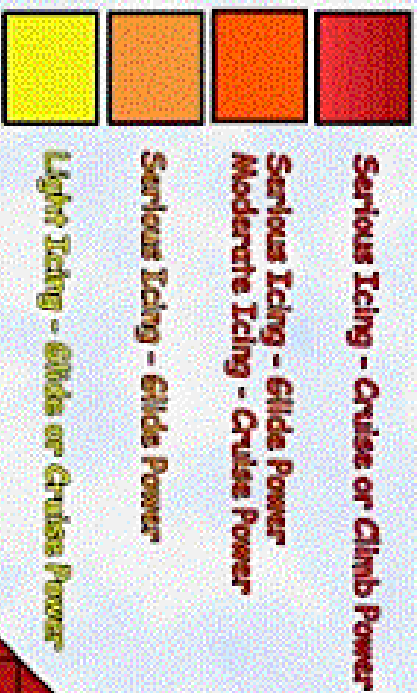 Serious Icing - Cruise or Climb Power
Serious Icing - Glide Power
Moderate Icing - Cruise Power
Serious Icing - Glide Power
Light Icing - Glide or Cruise Power